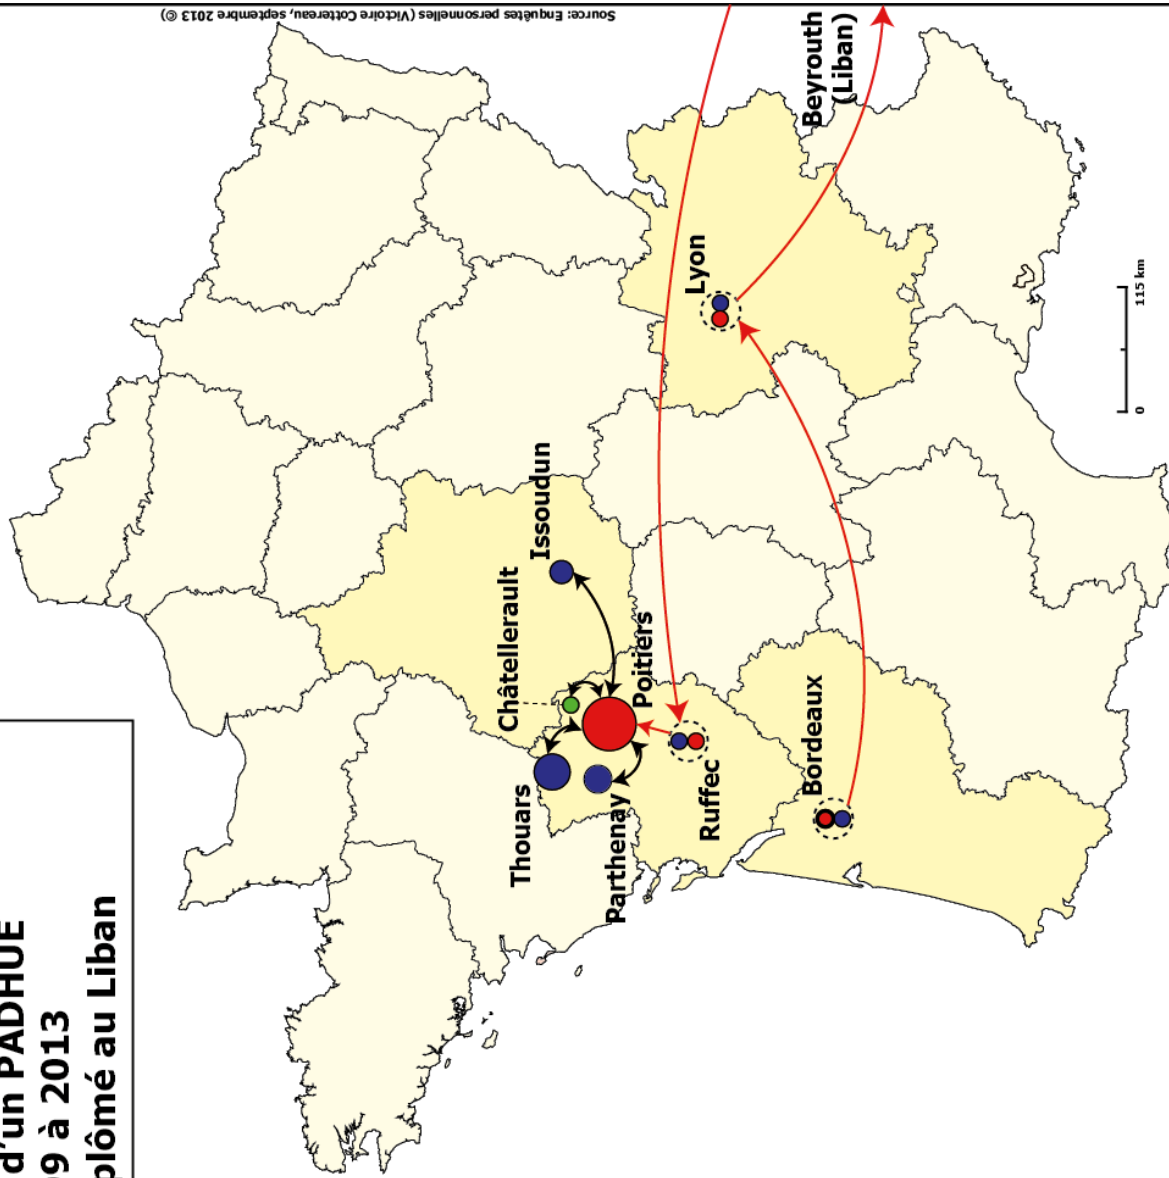 d'un PADHUE
9 à 2013
plômé au Liban
Source: Enquêtes personnelles (Victoire Cottereau, septembre 2013 ©)
Thouars
Châtellerault
Issoudun
Parthenay
Poitiers
Ruffec
Lyon
Bordeaux
Beyrouth
(Liban)
0
115 km